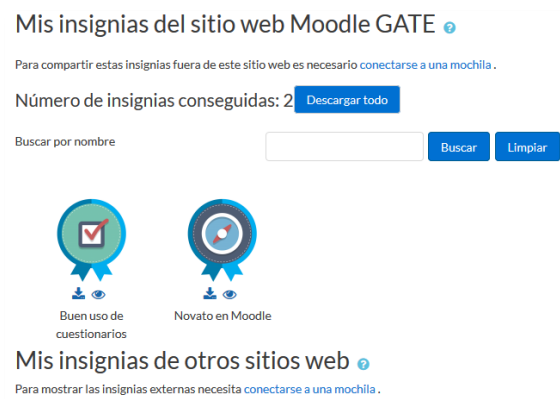 Mis insignias del sitio web Moodle GATE ?
Para compartir estas insignias fuera de este sitio web es necesario conectarse a una mochila .
Número de insignias conseguidas: 2 Descargar todo
Buscar por nombre Buscar Limpiar
Buen uso de
cuestionarios
Novato en Moodle
Mis insignias de otros sitios web ?
Para mostrar las insignias externas necesita conectarse a una mochila .